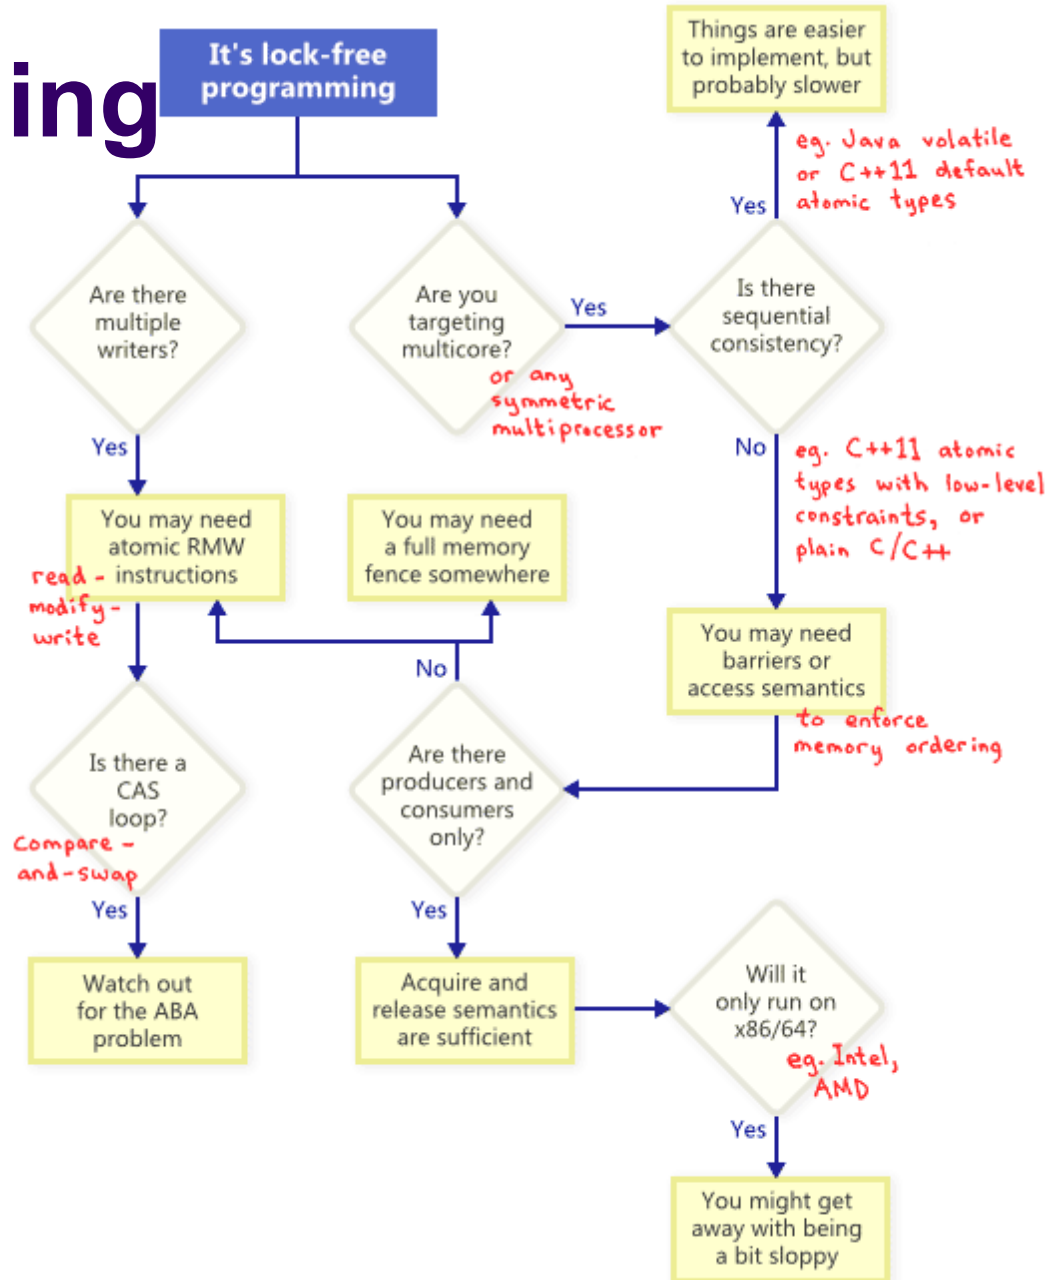 ing
It's lock-free
programming
Things are easier
to implement, but
probably slower
eg. Java volatile
or C++11 default
atomic types
Yes
Are there
multiple
writers?
Are you
targeting
multicore?
or any
symmetric
multiprocessor
Yes
Is there
sequential
consistency?
Yes
No
eg. C++11 atomic
types with low-level
constraints, or
plain C/C++
You may need
atomic RMW
instructions
read-
modify-
write
You may need
a full memory
fence somewhere
You may need
barriers or
access semantics
to enforce
memory ordering
No
Is there a
CAS
loop?
Compare-
and-swap
Are there
producers and
consumers
only?
Yes
Yes
Watch out
for the ABA
problem
Acquire and
release semantics
are sufficient
Will it
only run on
x86/64?
eg. Intel,
AMD
Yes
You might get
away with being
a bit sloppy